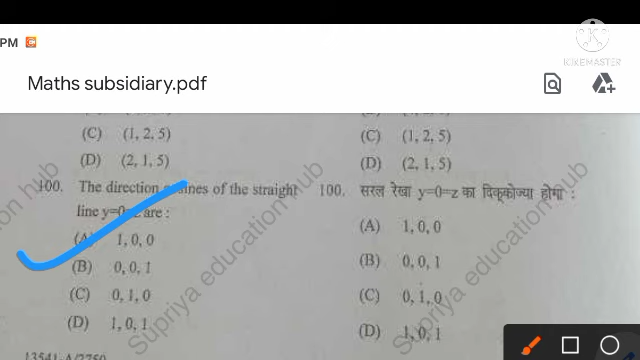 PM
KINEMASTER
Maths subsidiary.pdf
(C) (1, 2, 5)
(D) (2, 1, 5)
100. The direction of the straight
line y=0 are :
(A) 1, 0, 0
(B) 0, 0, 1
(C) 0, 1, 0
(D) 1, 0, 1
(C) (1, 2, 5)
(D) (2, 1, 5)
100. सरल रेखा y=0=z का दिक्कोज्या होगा :
(A) 1, 0, 0
(B) 0, 0, 1
(C) 0, 1, 0
(D) 1, 0, 1
on hub
Supriya education hub
Supriya education hub